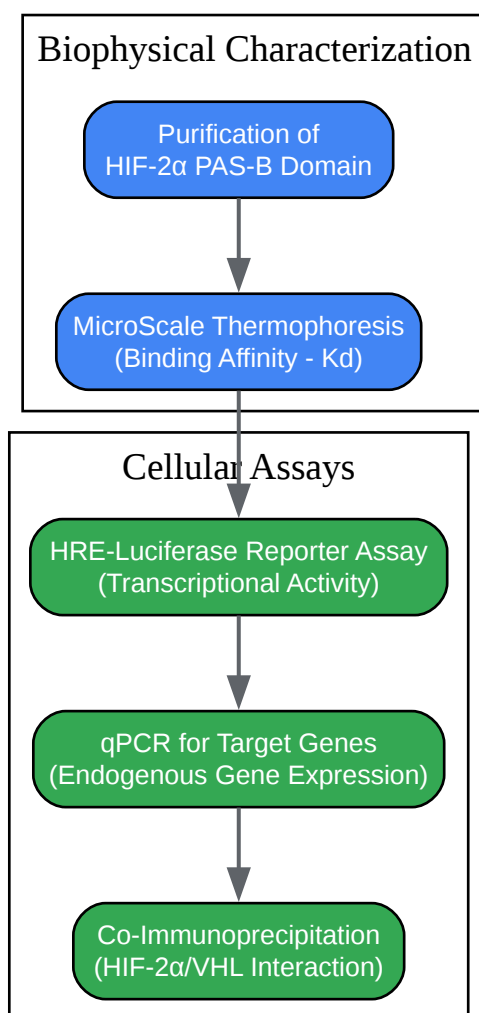 Biophysical Characterization
Purification of
HIF-2α PAS-B Domain
MicroScale Thermophoresis
(Binding Affinity - Kd)
Cellular Assays
HRE-Luciferase Reporter Assay
(Transcriptional Activity)
qPCR for Target Genes
(Endogenous Gene Expression)
Co-Immunoprecipitation
(HIF-2α/VHL Interaction)